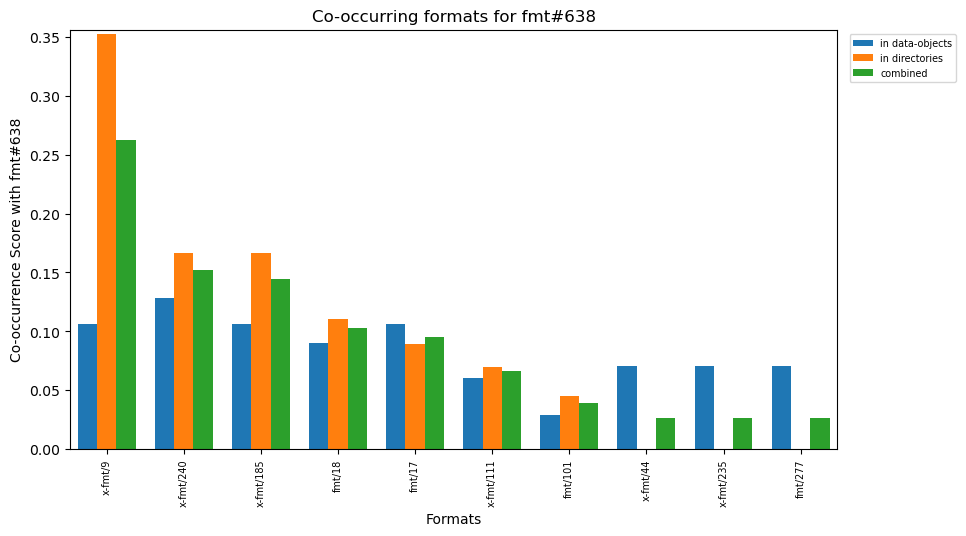 Co-occurring formats for fmt#638
in data-objects
in directories
combined
Co-occurrence Score with fmt#638
0.35
0.30
0.25
0.20
0.15
0.10
0.05
0.00
x-fmt/9
x-fmt/240
x-fmt/185
fmt/18
fmt/17
x-fmt/111
fmt/101
x-fmt/44
x-fmt/235
fmt/277
Formats